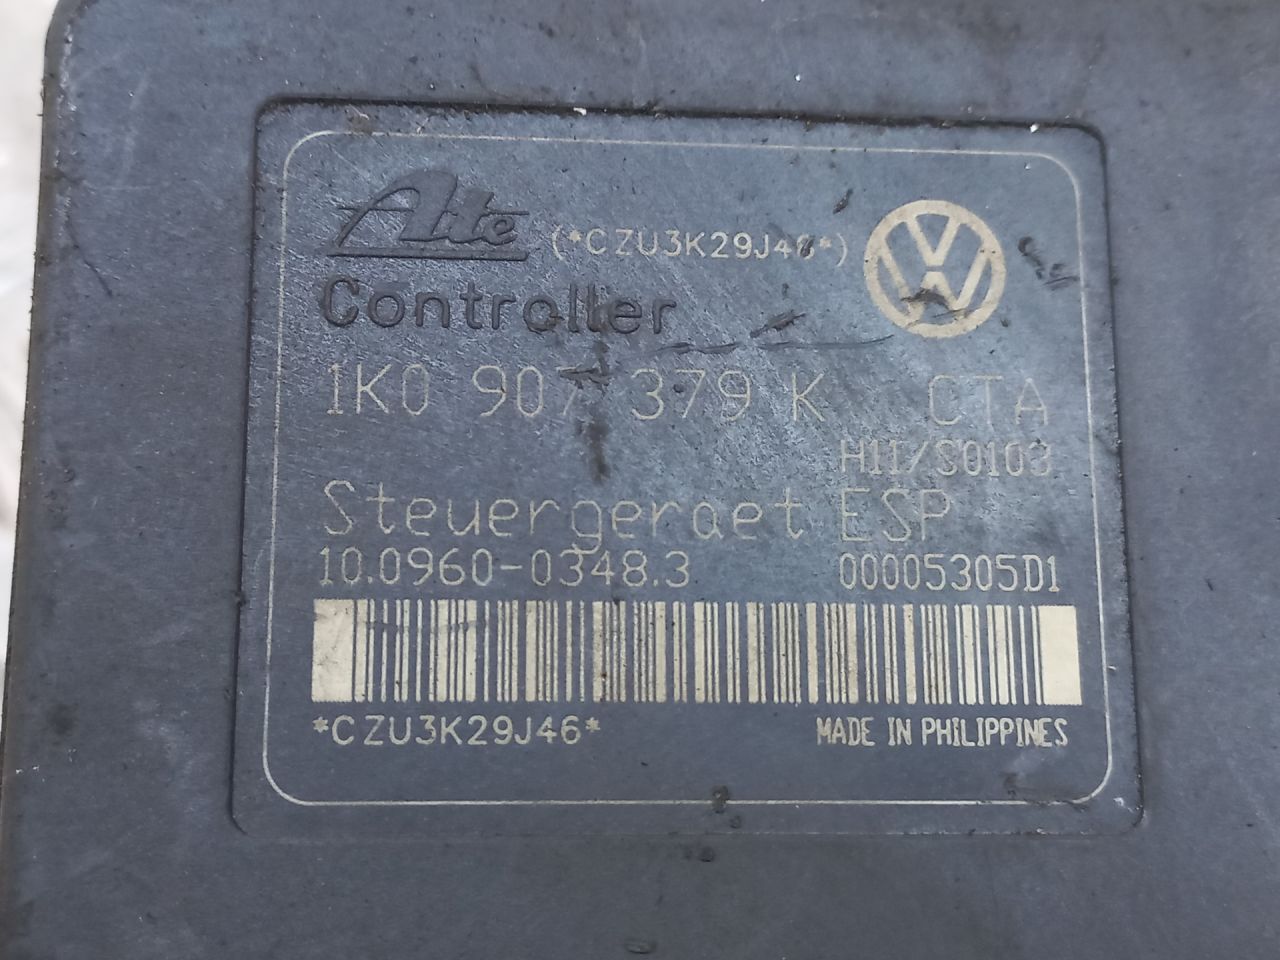 Ate (*CZU3K29J46*)
Controller
1K0 907 379 K CTA
H11/S0103
Steuergeraet ESP
10.0960-0348.3 00005305D1
*CZU3K29J46* MADE IN PHILIPPINES